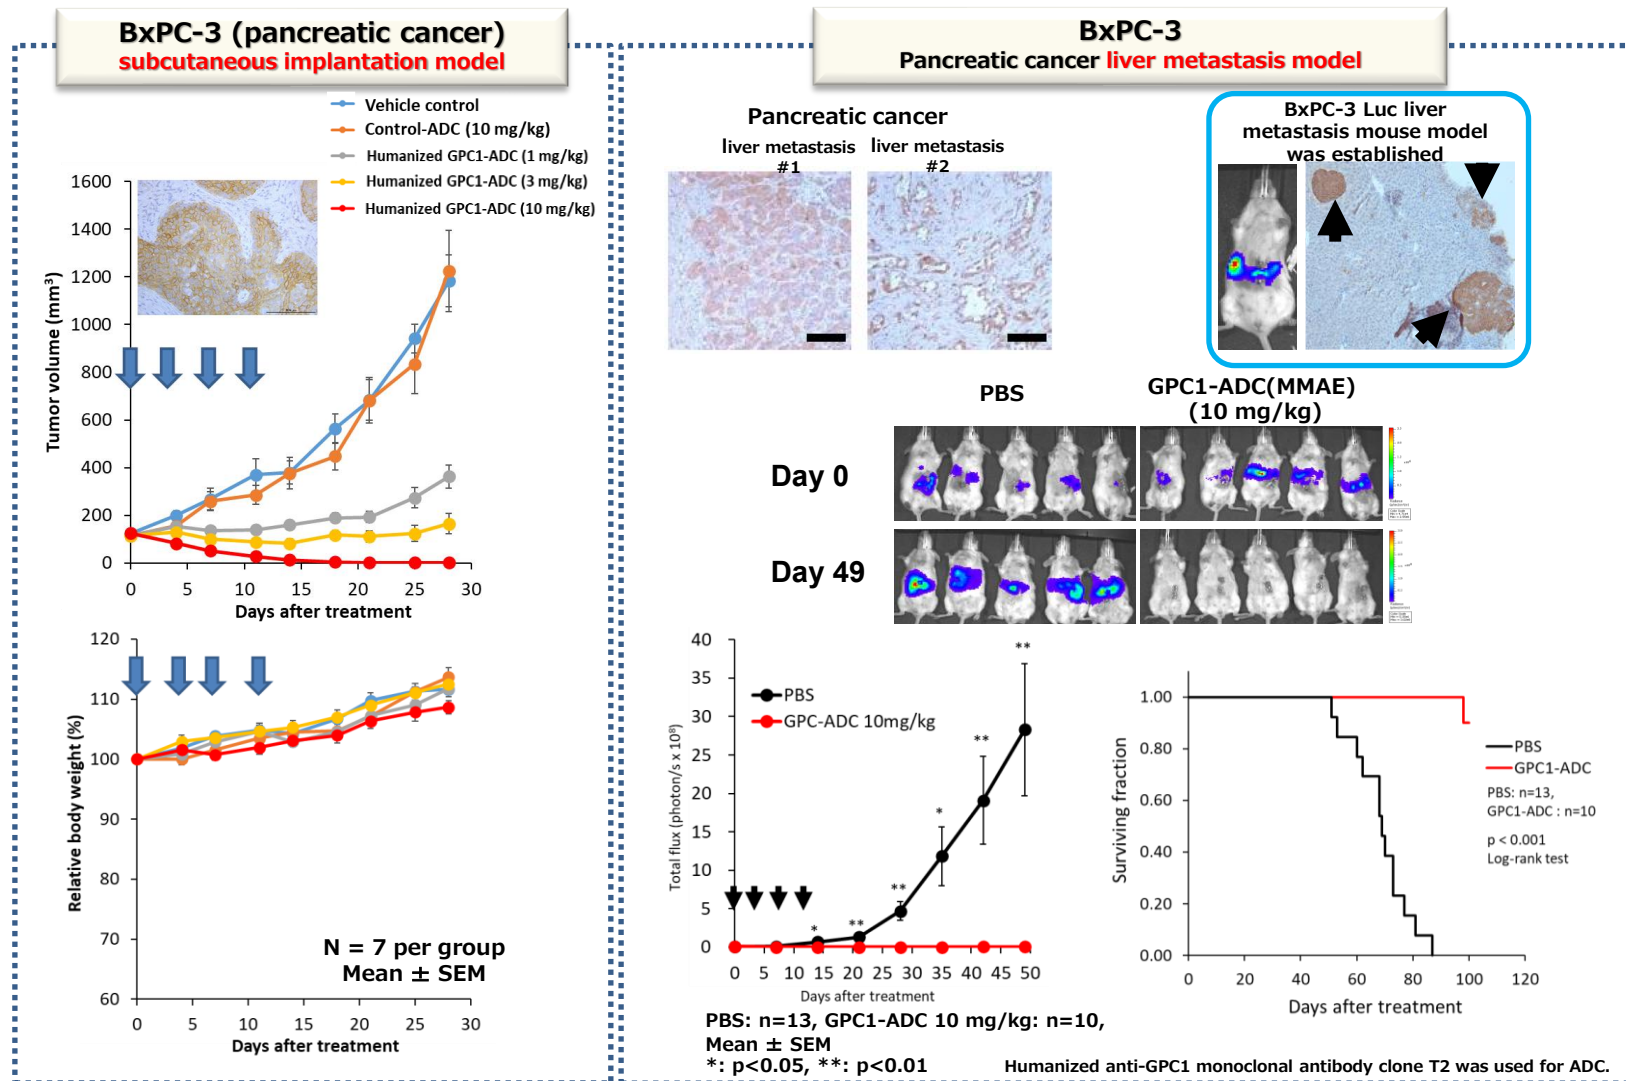 BxPC-3 (pancreatic cancer)
subcutaneous implantation model
Vehicle control
Control-ADC (10 mg/kg)
Humanized GPC1-ADC (1 mg/kg)
Humanized GPC1-ADC (3 mg/kg)
Humanized GPC1-ADC (10 mg/kg)
Tumor volume (mm³)
1600
1400
1200
1000
800
600
400
200
0
0 5 10 15 20 25 30
Days after treatment
Relative body weight (%)
120
110
100
90
80
70
60
N = 7 per group
Mean ± SEM
0 5 10 15 20 25 30
Days after treatment
BxPC-3
Pancreatic cancer liver metastasis model
Pancreatic cancer
liver metastasis
#1
liver metastasis
#2
BxPC-3 Luc liver
metastasis mouse model
was established
PBS
GPC1-ADC(MMAE)
(10 mg/kg)
Day 0
Day 49
Total flux (photon/s x 10⁸)
40
35
30
25
20
15
10
5
0
PBS
GPC-ADC 10mg/kg
*
**
**
*
**
**
0 5 10 15 20 25 30 35 40 45 50
Days after treatment
PBS: n=13, GPC1-ADC 10 mg/kg: n=10,
Mean ± SEM
*: p<0.05, **: p<0.01
Surviving fraction
1.00
0.80
0.60
0.40
0.20
0.00
PBS
GPC1-ADC
PBS: n=13,
GPC1-ADC : n=10
p < 0.001
Log-rank test
0 20 40 60 80 100 120
Days after treatment
Humanized anti-GPC1 monoclonal antibody clone T2 was used for ADC.